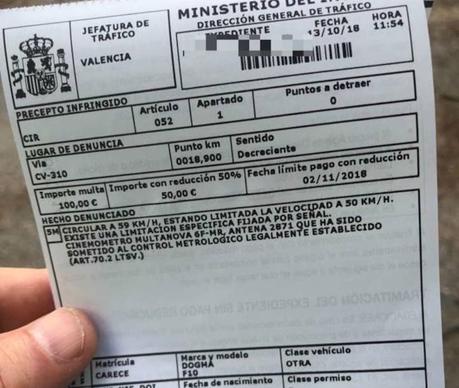 MINISTERIO DEL
DIRECCIÓN GENERAL DE TRÁFICO
JEFATURA DE
TRÁFICO
VALENCIA
EXPEDIENTE FECHA HORA
13/10/18 11:54
PRECEPTO INFRINGIDO Artículo Apartado Puntos a detraer
CIR 052 1 0
LUGAR DE DENUNCIA
Vía Punto km Sentido
CV-310 0018,900 Decreciente
Importe multa Importe con reducción 50% Fecha límite pago con reducción
100,00 € 50,00 € 02/11/2018
HECHO DENUNCIADO
5M CIRCULAR A 59 KM/H, ESTANDO LIMITADA LA VELOCIDAD A 50 KM/H.
EXISTE UNA LIMITACION ESPECIFICA FIJADA POR SEÑAL.
CINEMOMETRO MULTANOVA 6F-MR, ANTENA 2871 QUE HA SIDO
SOMETIDO AL CONTROL METROLOGICO LEGALMENTE ESTABLECIDO
(ART.70.2 LTSV.)
Matrícula Marca y modelo Clase vehículo
CARECE DOGMA OTRA
F10
Fecha de nacimiento Clase permiso